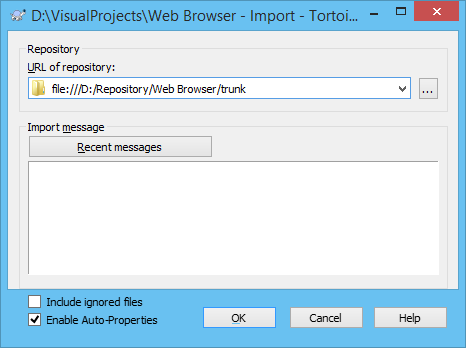 D:\VisualProjects\Web Browser - Import - Tortoi...
Repository
URL of repository:
file:///D:/Repository/Web Browser/trunk
...
Import message
Recent messages
Include ignored files
Enable Auto-Properties
OK
Cancel
Help